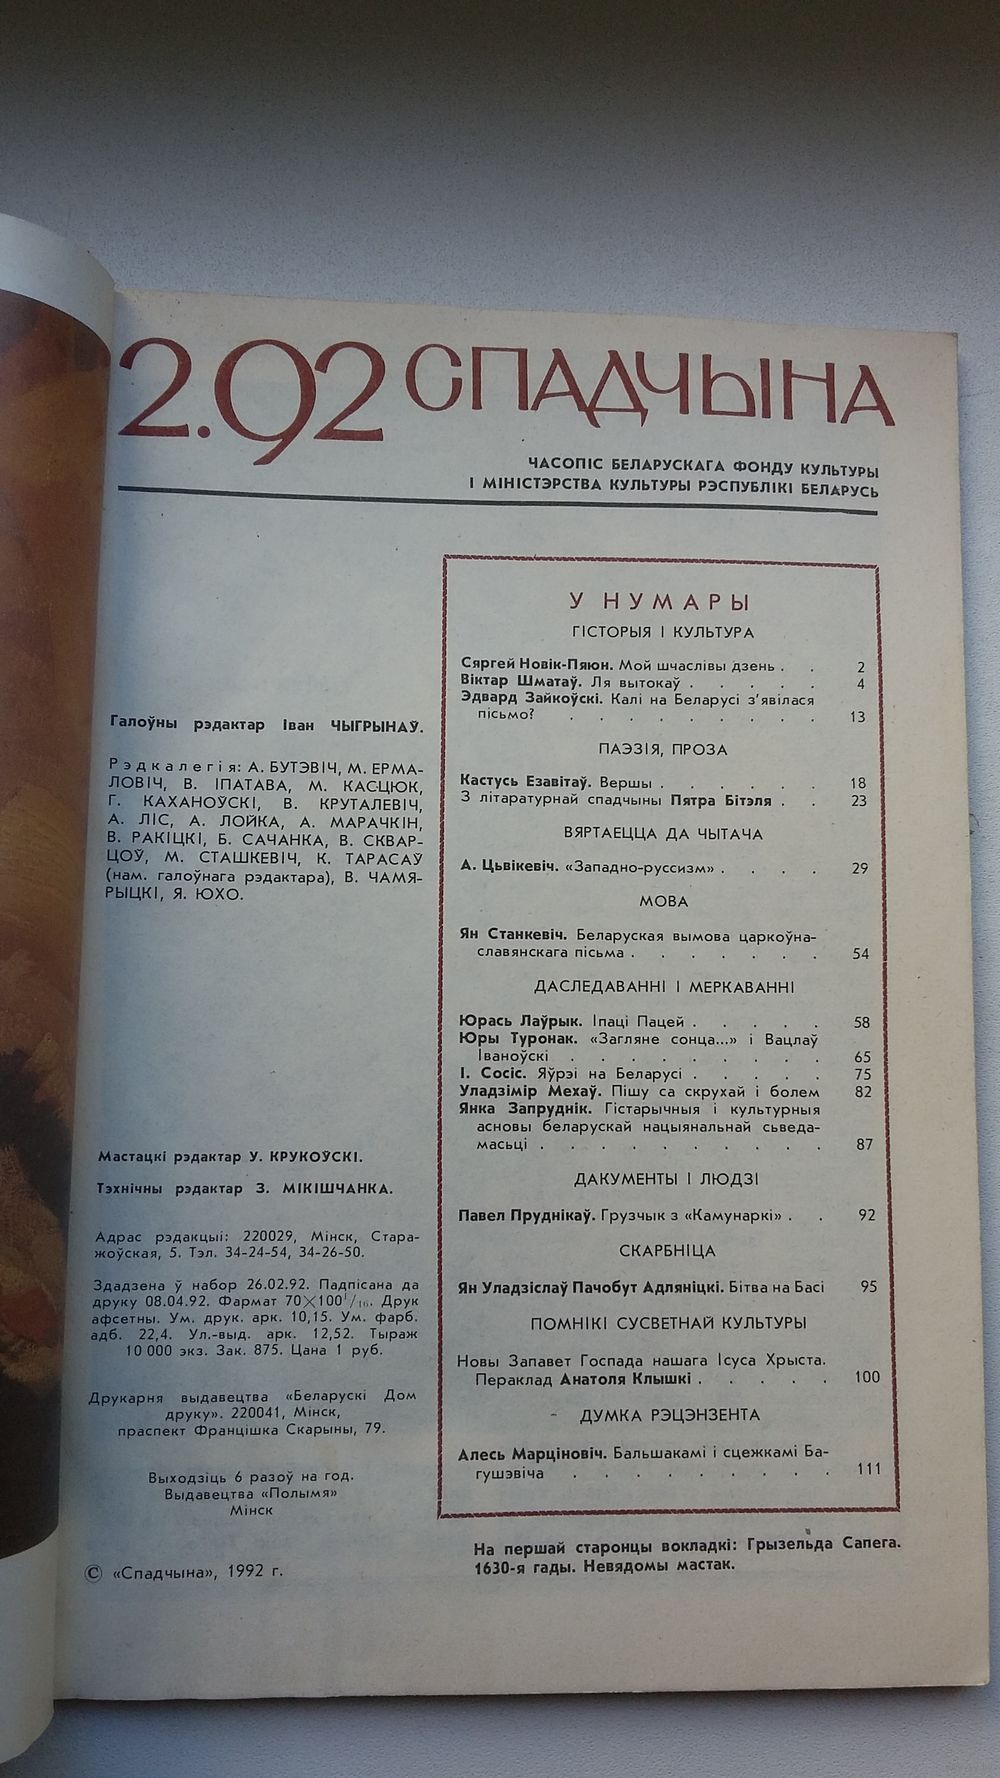 2.92 СПАДЧЫНА
ЧАСОПІС БЕЛАРУСКАГА ФОНДУ КУЛЬТУРЫ
І МІНІСТЭРСТВА КУЛЬТУРЫ РЭСПУБЛІКІ БЕЛАРУСЬ
Галоўны рэдактар Іван ЧЫГРЫНАЎ.
Рэдкалегія: А. БУТЭВІЧ, М. ЕРМА-
ЛОВІЧ, В. ІПАТАВА, М. КАСЦЮК,
Г. КАХАНОЎСКІ, В. КРУТАЛЕВІЧ,
А. ЛІС, А. ЛОЙКА, А. МАРАЧКІН,
В. РАКІЦКІ, Б. САЧАНКА, В. СКВАР-
ЦОЎ, М. СТАШКЕВІЧ, К. ТАРАСАЎ
(нам. галоўнага рэдактара), В. ЧАМЯ-
РЫЦКІ, Я. ЮХО.
Мастацкі рэдактар У. КРУКОЎСКІ.
Тэхнічны рэдактар З. МІКІШЧАНКА.
Адрас рэдакцыі: 220029, Мінск, Стара-
жоўская, 5. Тэл. 34-24-54, 34-26-50.
Здадзена ў набор 26.02.92. Падпісана да
друку 08.04.92. Фармат 70×100¹/₁₆. Друк
афсетны. Ум. друк. арк. 10,15. Ум. фарб.
адб. 22,4. Ул.-выд. арк. 12,52. Тыраж
10 000 экз. Зак. 875. Цана 1 руб.
Друкарня выдавецтва «Беларускі Дом
друку». 220041, Мінск,
праспект Францішка Скарыны, 79.
Выходзіць 6 разоў на год.
Выдавецтва «Полымя»
Мінск
© «Спадчына», 1992 г.
У НУМАРЫ
ГІСТОРЫЯ І КУЛЬТУРА
Сяргей Новік-Пяюн. Мой шчаслівы дзень . . 2
Віктар Шматаў. Ля вытокаў . . . . . 4
Эдвард Зайкоўскі. Калі на Беларусі з'явілася
пісьмо? . . . . . . . . . 13
ПАЭЗІЯ, ПРОЗА
Кастусь Езавітаў. Вершы . . . . . . 18
З літаратурнай спадчыны Пятра Бітэля . . 23
ВЯРТАЕЦЦА ДА ЧЫТАЧА
А. Цьвікевіч. «Западно-руссизм» . . . . 29
МОВА
Ян Станкевіч. Беларуская вымова царкоўна-
славянскага пісьма . . . . . . 54
ДАСЛЕДАВАННІ І МЕРКАВАННІ
Юрась Лаўрык. Іпаці Пацей . . . . . 58
Юры Туронак. «Загляне сонца...» і Вацлаў
Іваноўскі . . . . . . . . 65
І. Сосіс. Яўрэі на Беларусі . . . . . 75
Уладзімір Мехаў. Пішу са скрухай і болем 82
Янка Запруднік. Гістарычныя і культурныя
асновы беларускай нацыянальнай сьведа-
масьці . . . . . . . . . 87
ДАКУМЕНТЫ І ЛЮДЗІ
Павел Пруднікаў. Грузчык з «Камунаркі» . . 92
СКАРБНІЦА
Ян Уладзіслаў Пачобут Адляніцкі. Бітва на Басі 95
ПОМНІКІ СУСВЕТНАЙ КУЛЬТУРЫ
Новы Запавет Госпада нашага Ісуса Хрыста.
Пераклад Анатоля Клышкі . . . . . 100
ДУМКА РЭЦЭНЗЕНТА
Алесь Марціновіч. Бальшакамі і сцежкамі Ба-
гушэвіча . . . . . . . . 111
На першай старонцы вокладкі: Грызельда Сапега.
1630-я гады. Невядомы мастак.